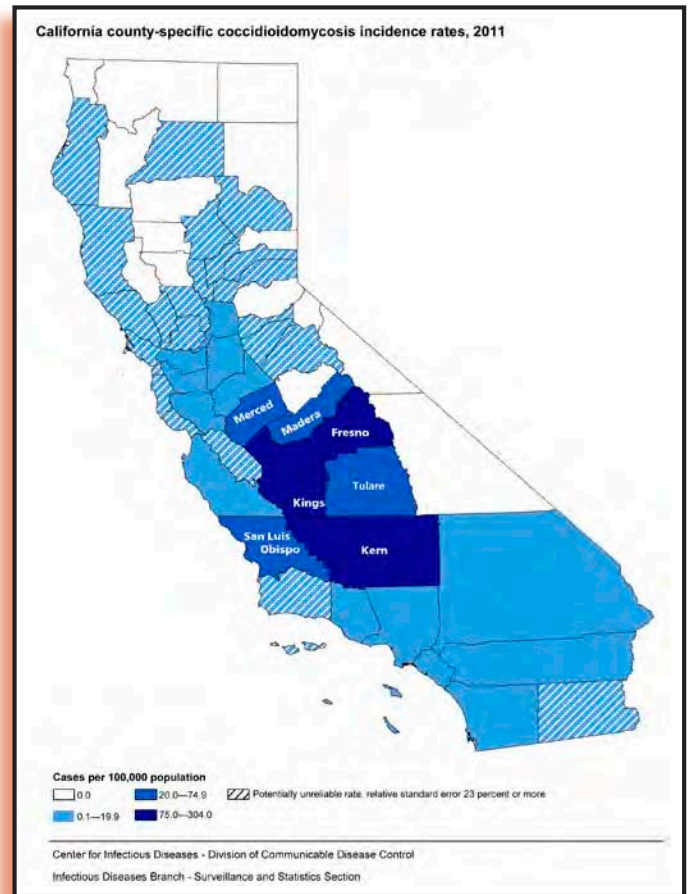 California county-specific coccidioidomycosis incidence rates, 2011
Merced
Madera
Fresno
Tulare
Kings
San Luis
Obispo
Kern
Cases per 100,000 population
0.0
20.0—74.9
Potentially unreliable rate, relative standard error 23 percent or more
0.1—19.9
75.0—304.0
Center for Infectious Diseases - Division of Communicable Disease Control
Infectious Diseases Branch - Surveillance and Statistics Section